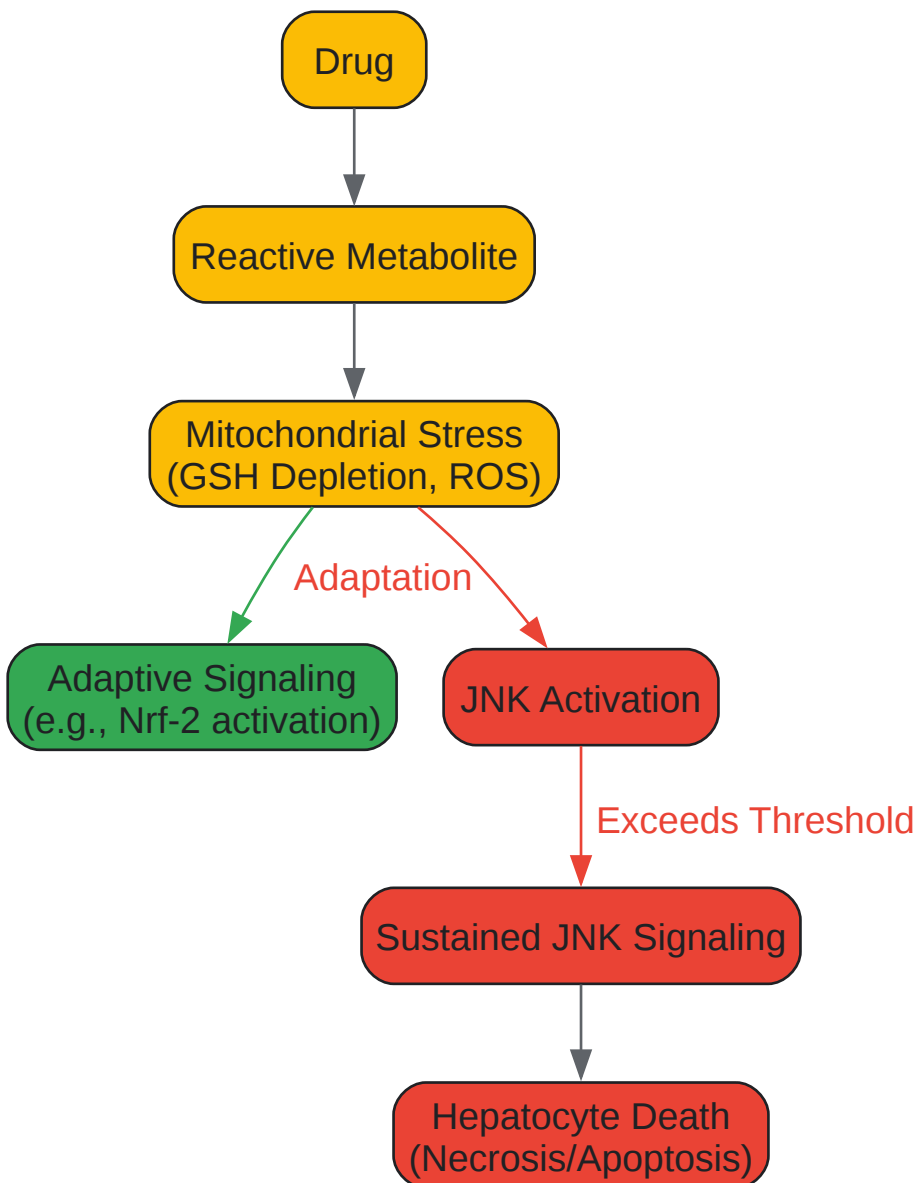 Drug
Reactive Metabolite
Mitochondrial Stress
(GSH Depletion, ROS)
Adaptation
Adaptive Signaling
(e.g., Nrf-2 activation)
JNK Activation
Exceeds Threshold
Sustained JNK Signaling
Hepatocyte Death
(Necrosis/Apoptosis)